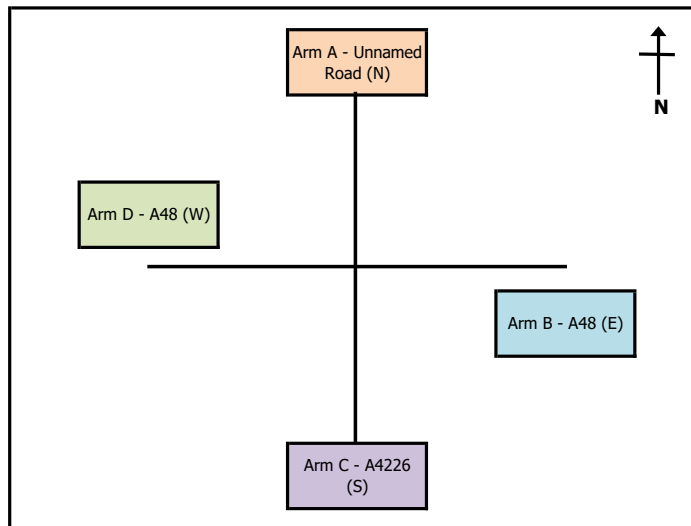 Arm A - Unnamed
Road (N)
N
Arm D - A48 (W)
Arm B - A48 (E)
Arm C - A4226
(S)